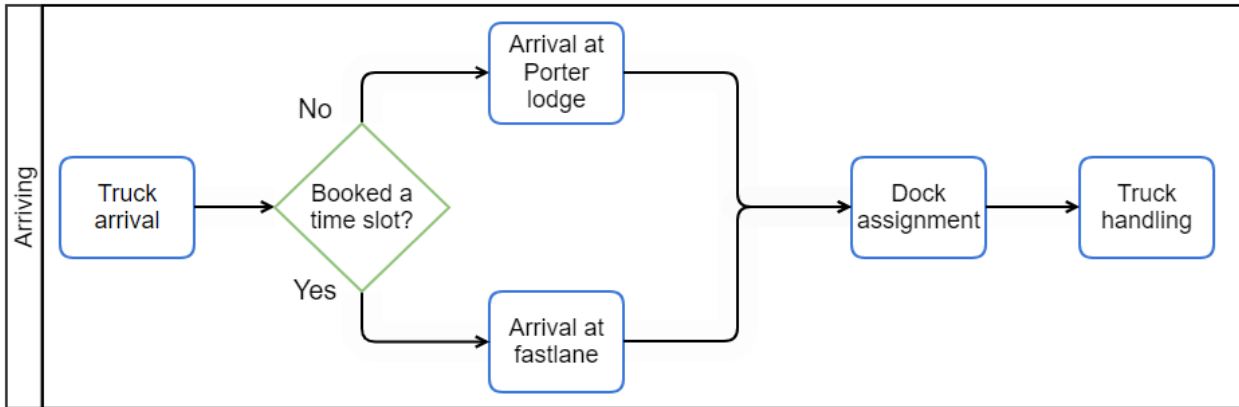 Arriving
Truck
arrival
Booked a
time slot?
No
Yes
Arrival at
Porter
lodge
Arrival at
fastlane
Dock
assignment
Truck
handling